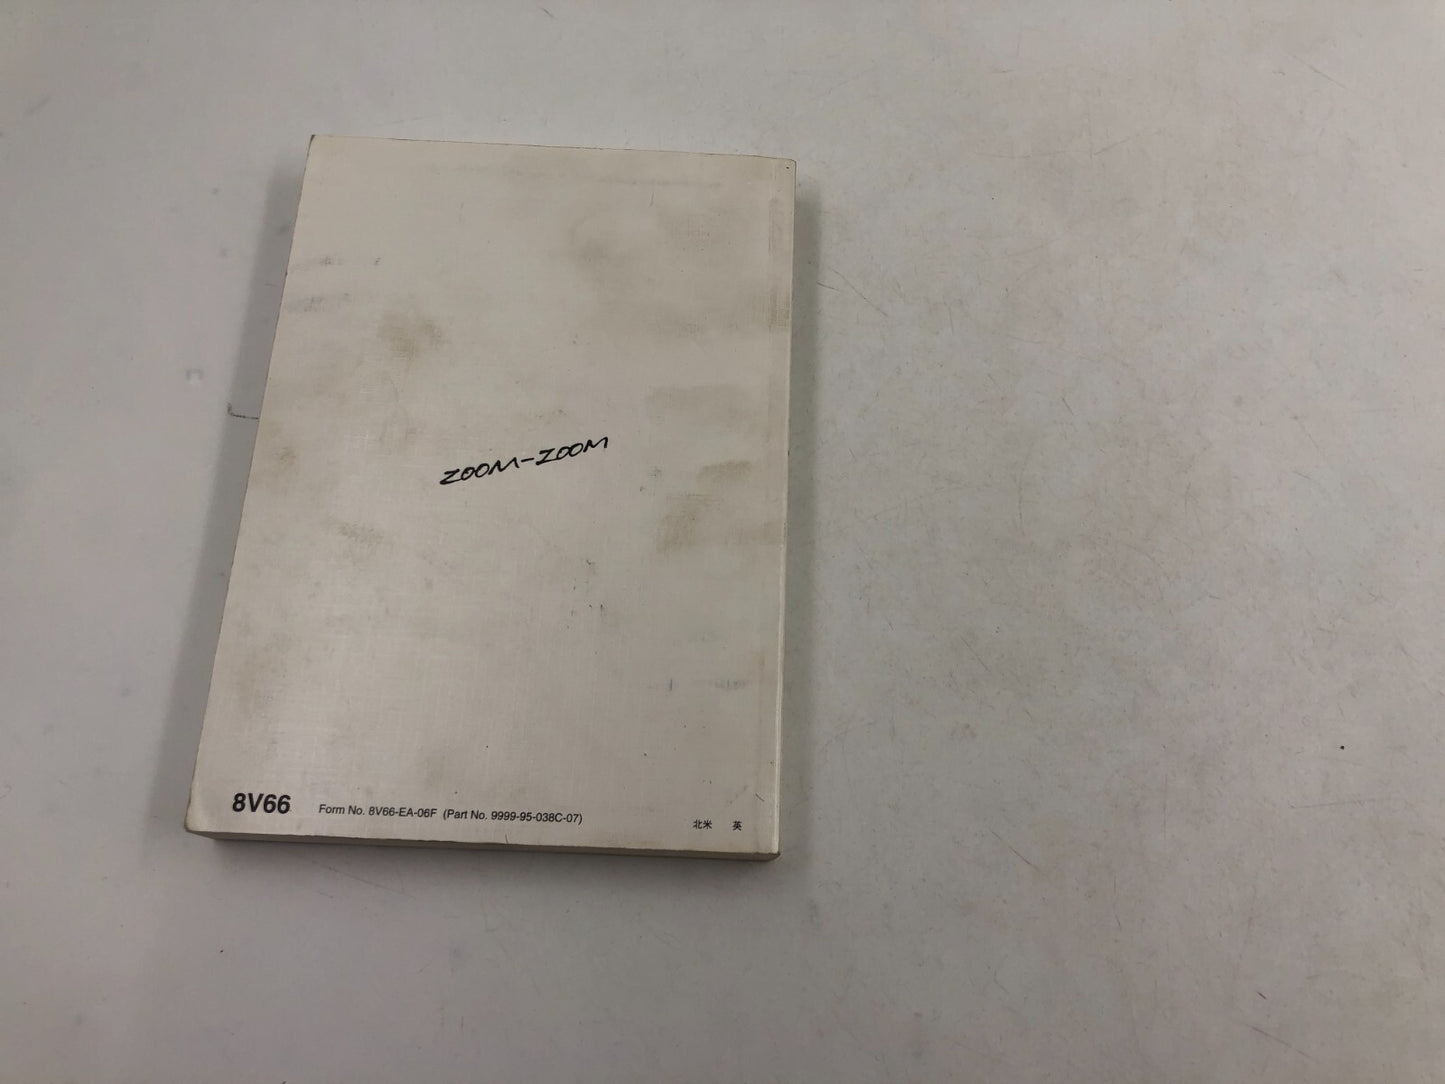 ZOOM-ZOOM
8V66 Form No. 8V66-EA-06F (Part No. 9999-95-038C-07) 北米 英